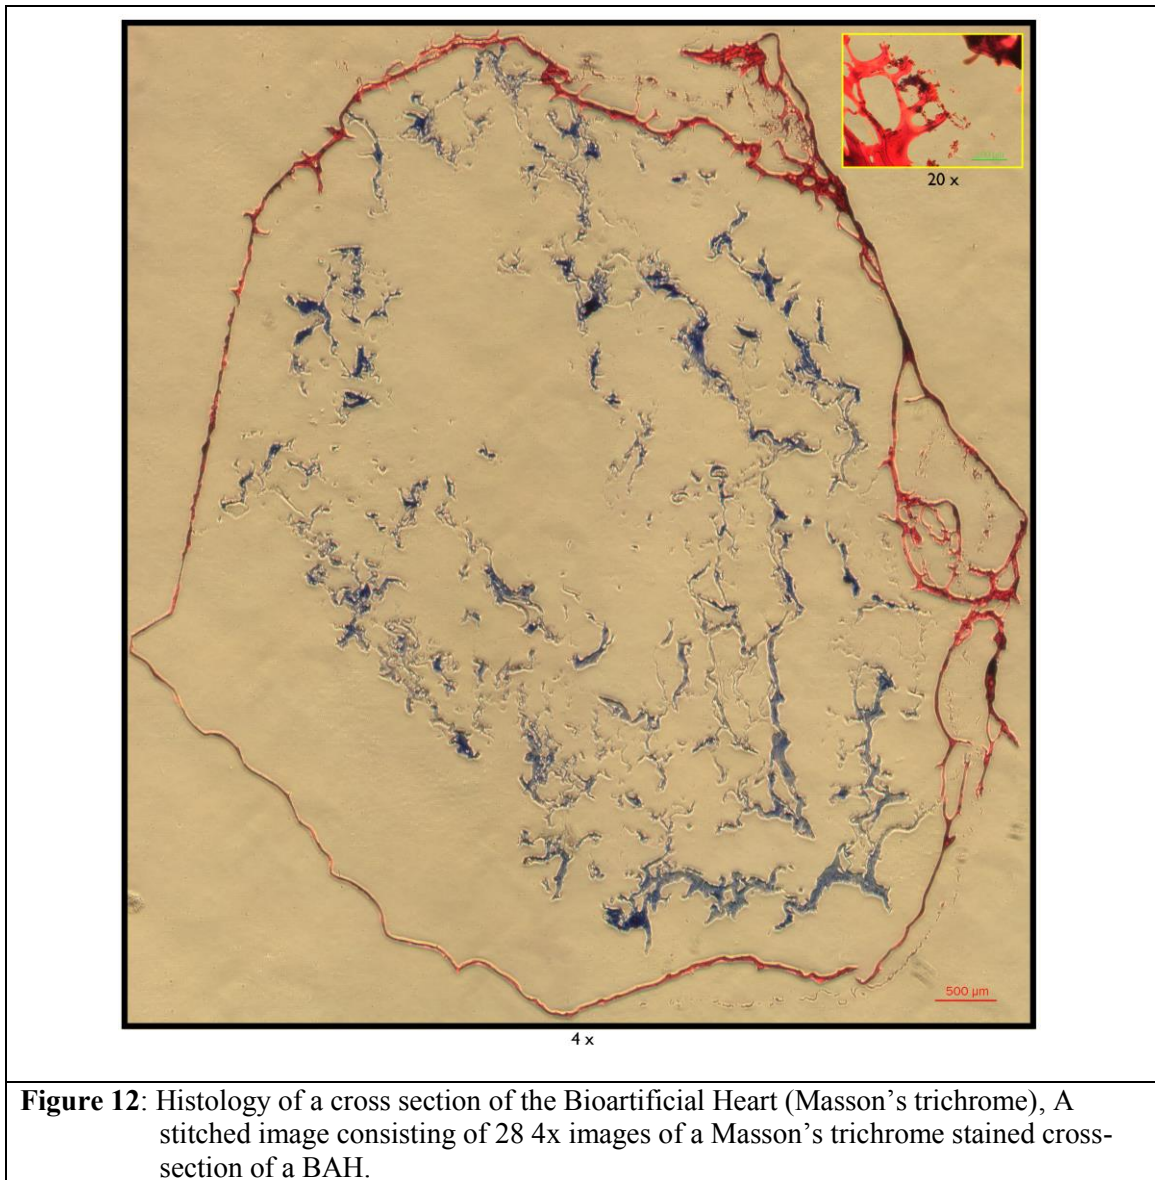 20 x
500 µm
4 x
Figure 12: Histology of a cross section of the Bioartificial Heart (Masson’s trichrome), A
stitched image consisting of 28 4x images of a Masson’s trichrome stained cross-
section of a BAH.